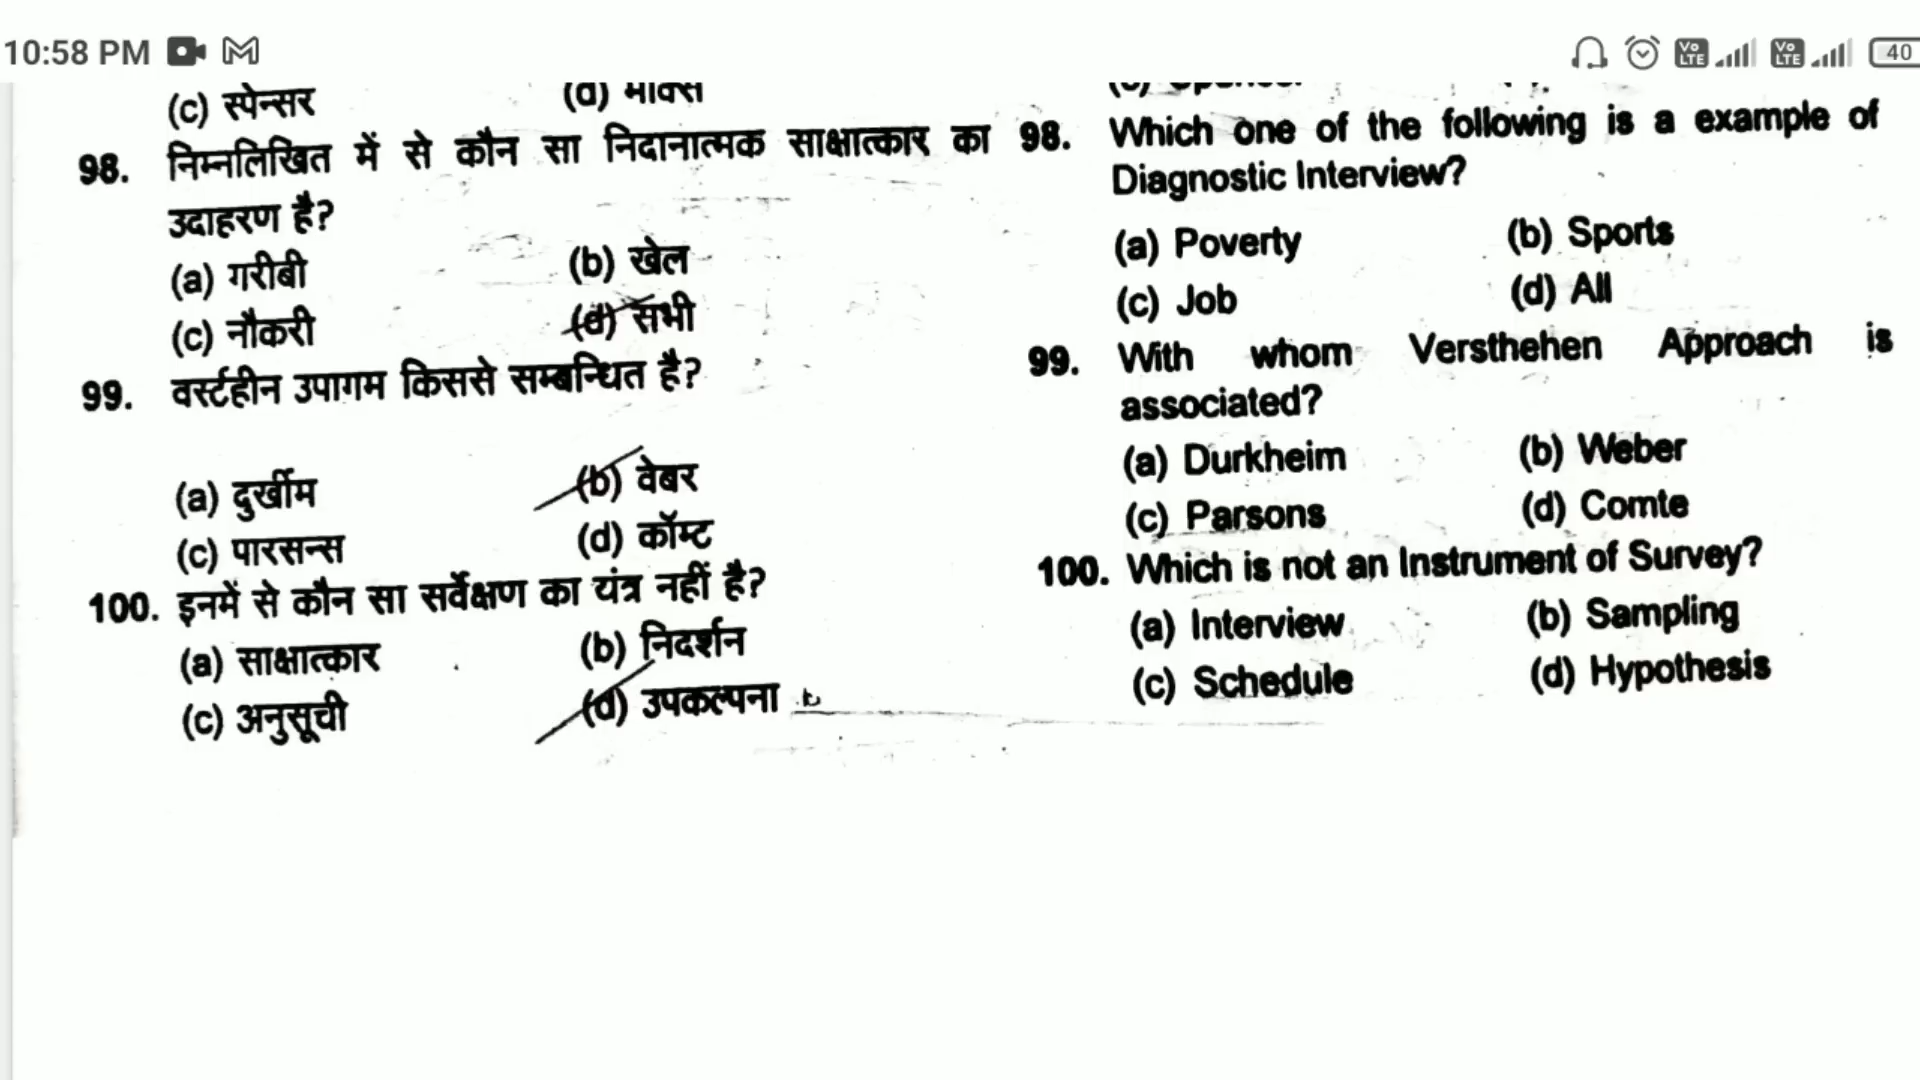 10:58 PM
VoLTE VoLTE 40
(c) स्पेन्सर (d) मार्क्स
98. निम्नलिखित में से कौन सा निदानात्मक साक्षात्कार का
उदाहरण है?
(a) गरीबी (b) खेल
(c) नौकरी (d) सभी
99. वर्स्टहीन उपागम किससे सम्बन्धित है?
(a) दुर्खीम (b) वेबर
(c) पारसन्स (d) कॉम्ट
100. इनमें से कौन सा सर्वेक्षण का यंत्र नहीं है?
(a) साक्षात्कार (b) निदर्शन
(c) अनुसूची (d) उपकल्पना
98. Which one of the following is a example of
Diagnostic Interview?
(a) Poverty (b) Sports
(c) Job (d) All
99. With whom Versthehen Approach is
associated?
(a) Durkheim (b) Weber
(c) Parsons (d) Comte
100. Which is not an Instrument of Survey?
(a) Interview (b) Sampling
(c) Schedule (d) Hypothesis